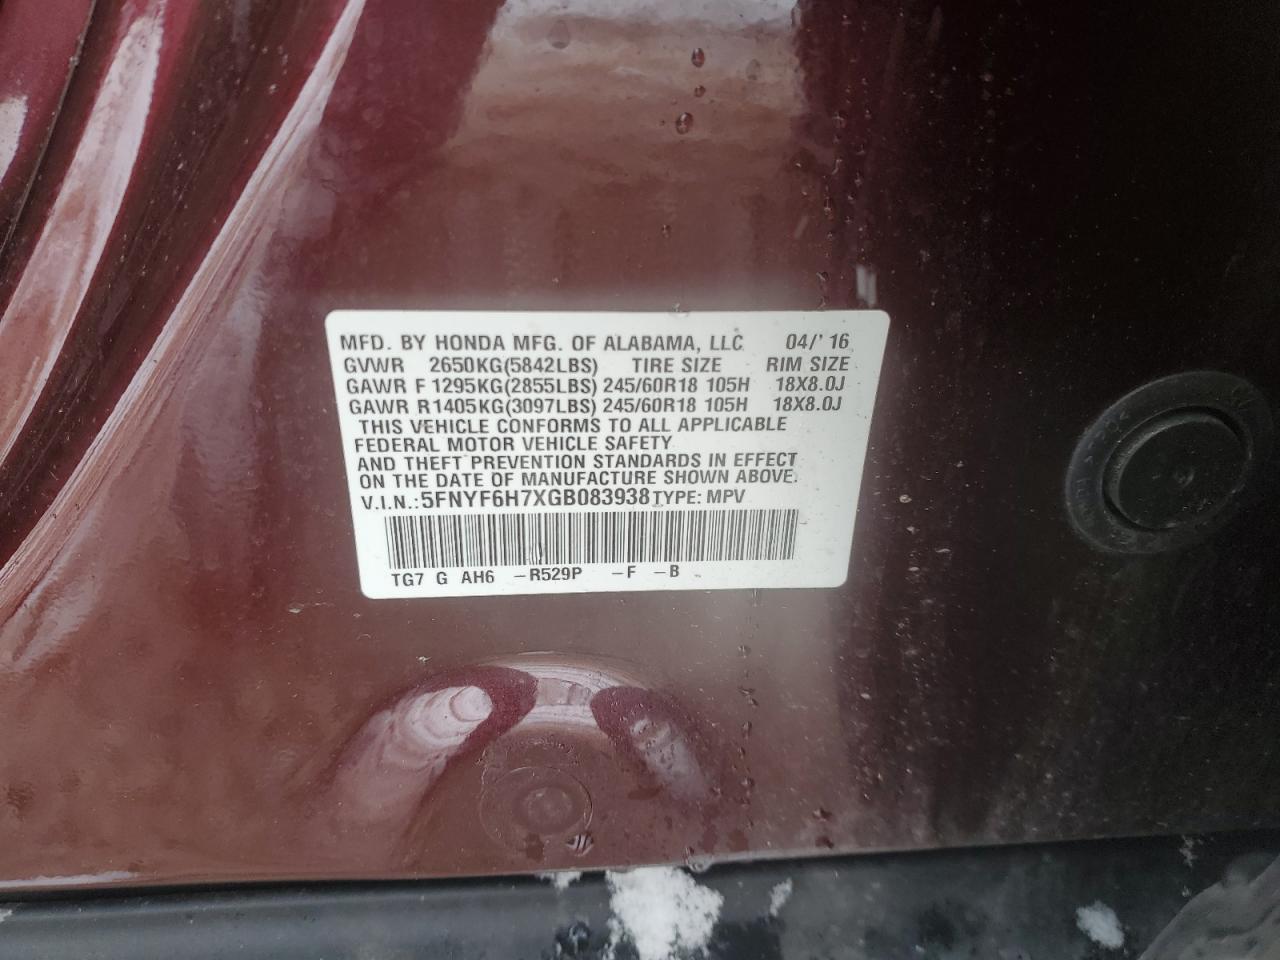 MFD. BY HONDA MFG. OF ALABAMA, LLC 04/'16
GVWR 2650KG(5842LBS) TIRE SIZE RIM SIZE
GAWR F 1295KG(2855LBS) 245/60R18 105H 18X8.0J
GAWR R1405KG(3097LBS) 245/60R18 105H 18X8.0J
THIS VEHICLE CONFORMS TO ALL APPLICABLE
FEDERAL MOTOR VEHICLE SAFETY
AND THEFT PREVENTION STANDARDS IN EFFECT
ON THE DATE OF MANUFACTURE SHOWN ABOVE.
V.I.N.:5FNYF6H7XGB083938 TYPE: MPV
TG7 G AH6 -R529P -F -B